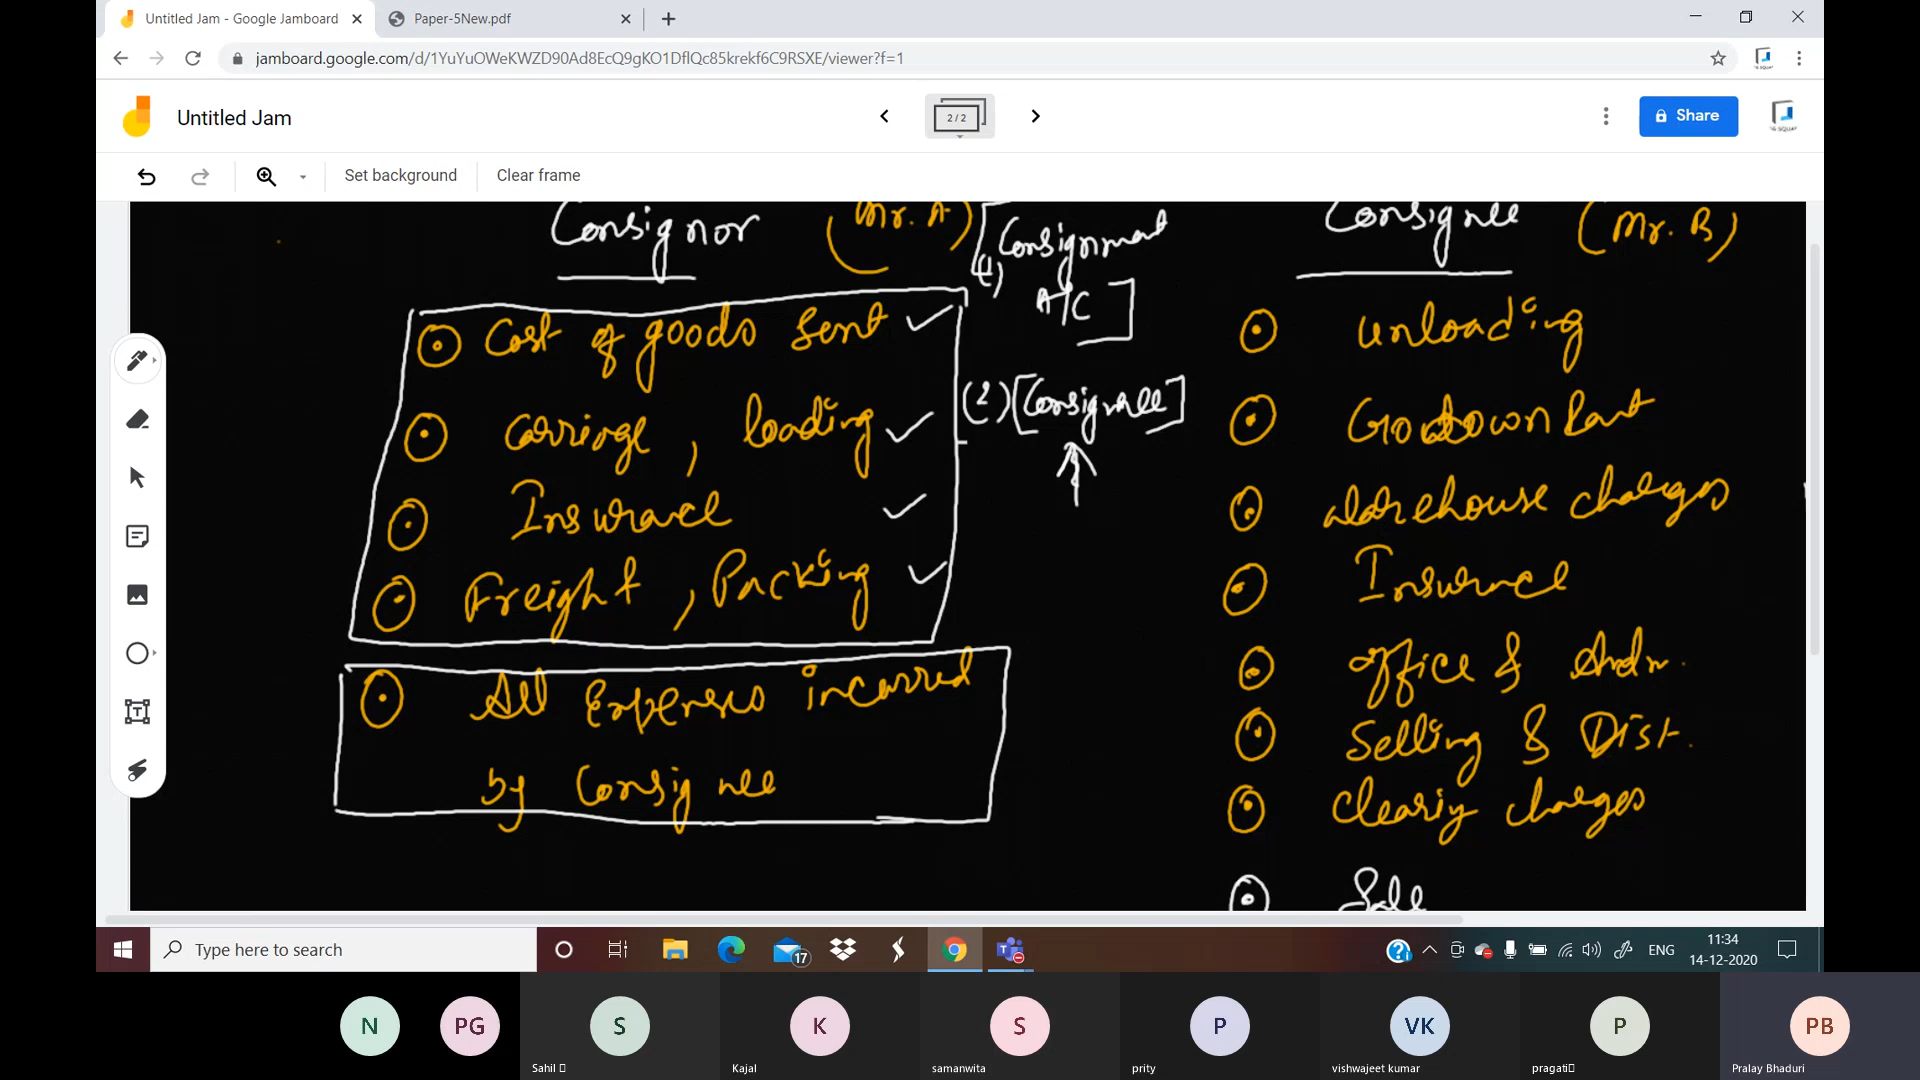 Untitled Jam - Google Jamboard
Paper-5New.pdf
jamboard.google.com/d/1YuYuOWeKWZD90Ad8EcQ9gKO1DflQc85krekf6C9RSXE/viewer?f=1
Untitled Jam
2 / 2
Share
Set background
Clear frame
Consignor (Mr. A)
(1) [Consignment
A/C]
(2) [Consignee]
Consignee (Mr. B)
Cost of goods sent
Carriage, loading
Insurance
Freight, Packing
All Expenses incurred
by Consignee
unloading
Godown Rent
warehouse charges
Insurance
office & Adm.
Selling & Dist.
Clearing charges
Sale
Type here to search
17
ENG
11:34
14-12-2020
N
PG
S
K
S
P
VK
P
PB
Sahil
Kajal
samanwita
prity
vishwajeet kumar
pragati
Pralay Bhaduri